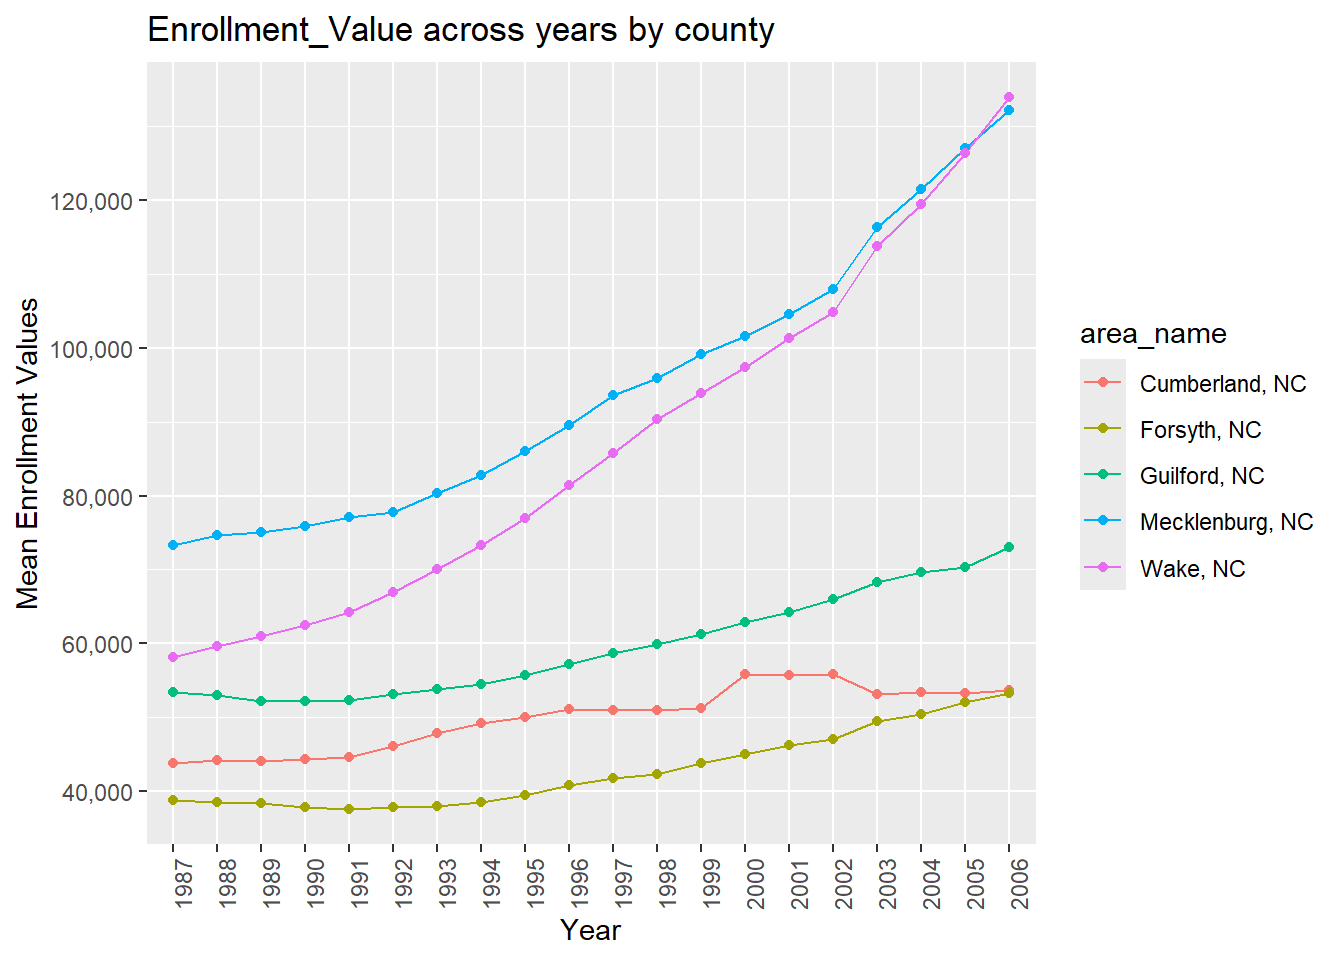 Enrollment_Value across years by county
Mean Enrollment Values
120,000
100,000
80,000
60,000
40,000
1987
1988
1989
1990
1991
1992
1993
1994
1995
1996
1997
1998
1999
2000
2001
2002
2003
2004
2005
2006
Year
area_name
Cumberland, NC
Forsyth, NC
Guilford, NC
Mecklenburg, NC
Wake, NC